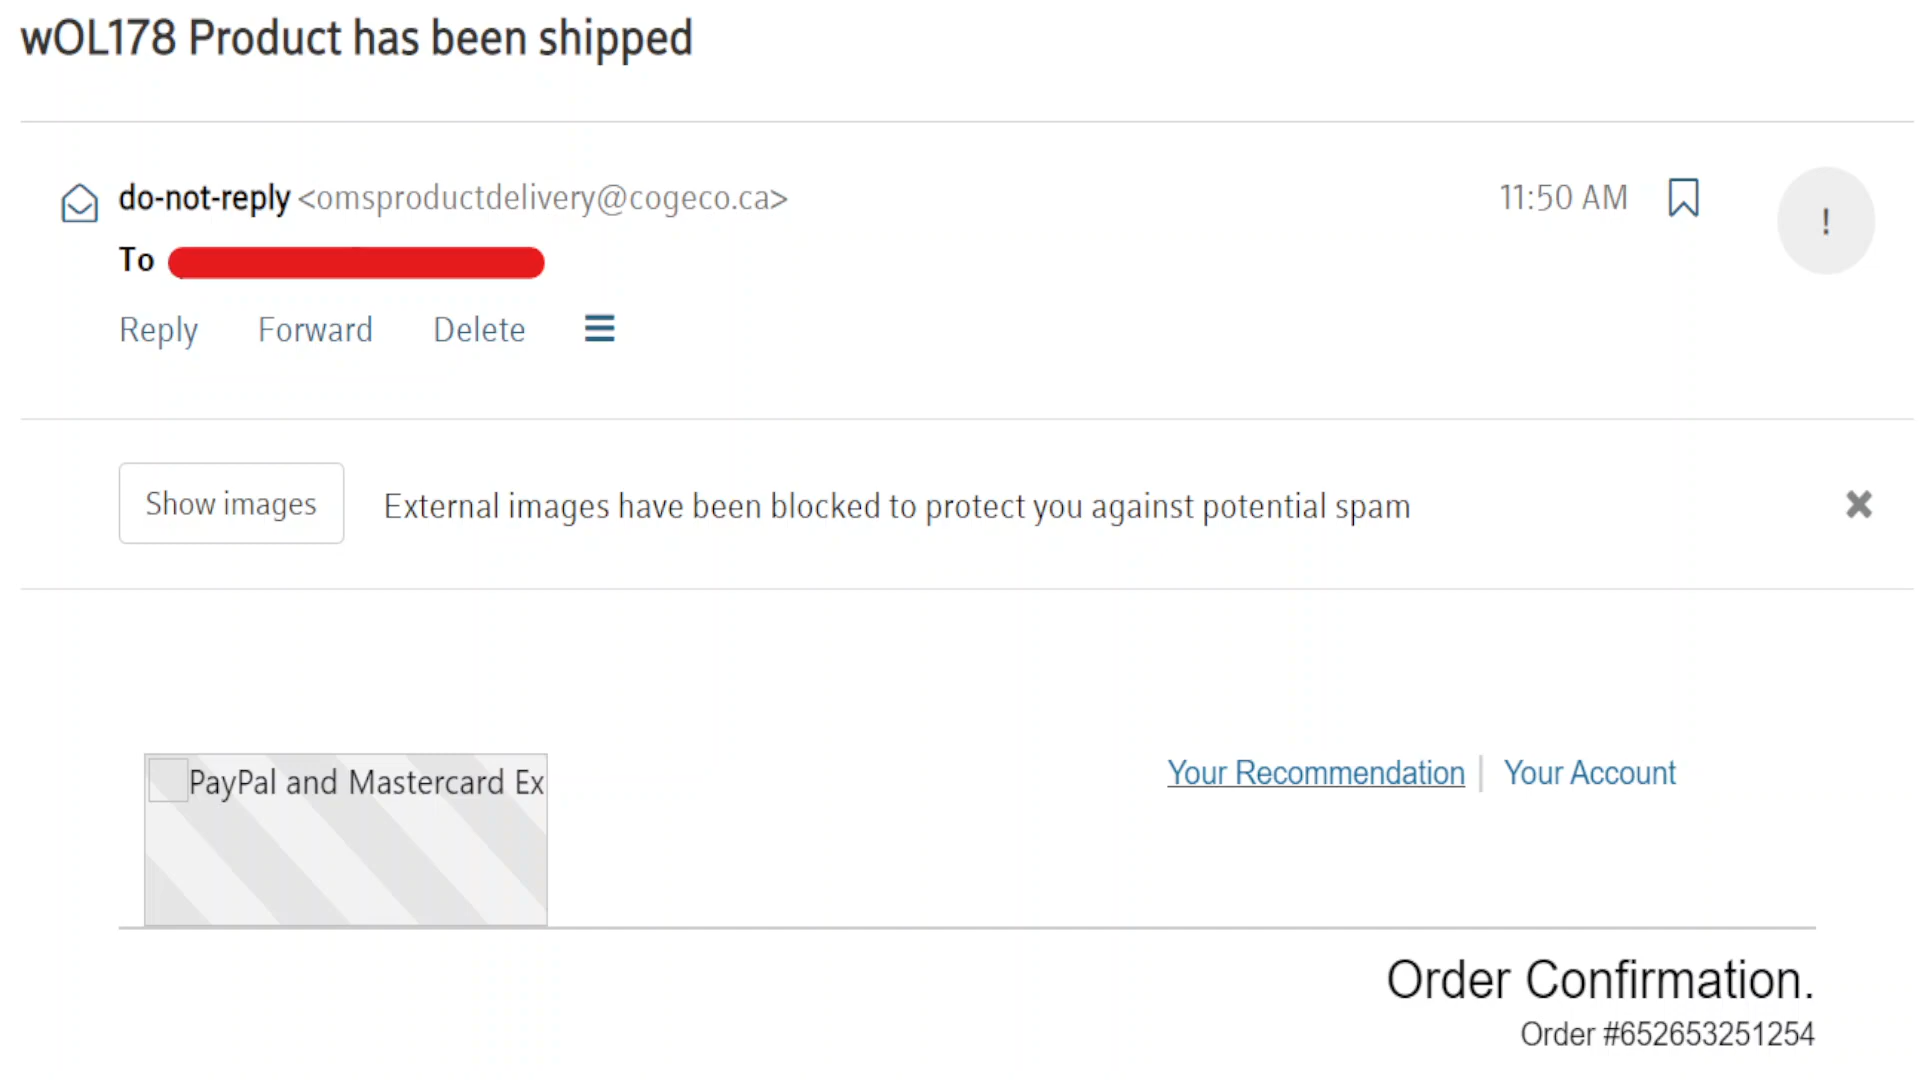 wOL178 Product has been shipped
do-not-reply <omsproductdelivery@cogeco.ca>
11:50 AM
!
To
Reply Forward Delete
Show images
External images have been blocked to protect you against potential spam
PayPal and Mastercard Ex
Your Recommendation | Your Account
Order Confirmation.
Order #652653251254